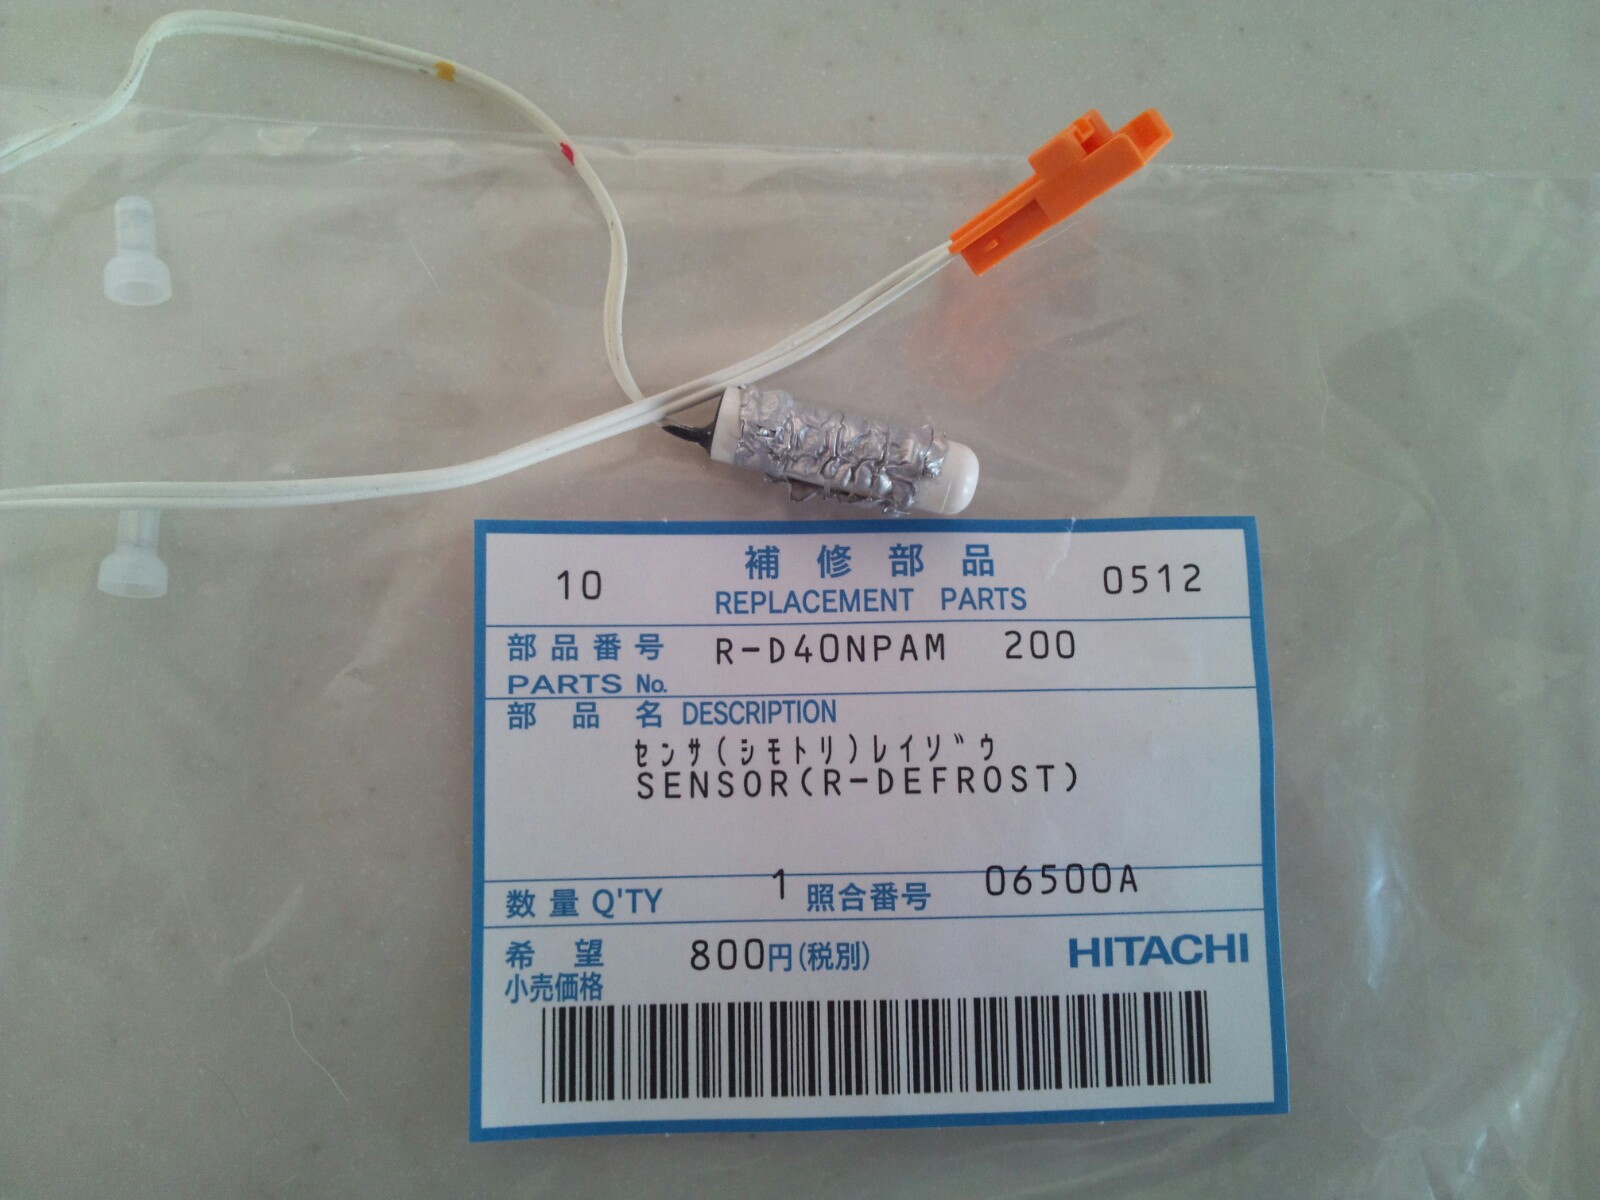 10 補修部品 0512
REPLACEMENT PARTS
部品番号 R-D40NPAM 200
PARTS No.
部品名 DESCRIPTION
センサ(シモトリ)レイゾウ
SENSOR(R-DEFROST)
数量 Q'TY 1 照合番号 06500A
希望 800円(税別) HITACHI
小売価格